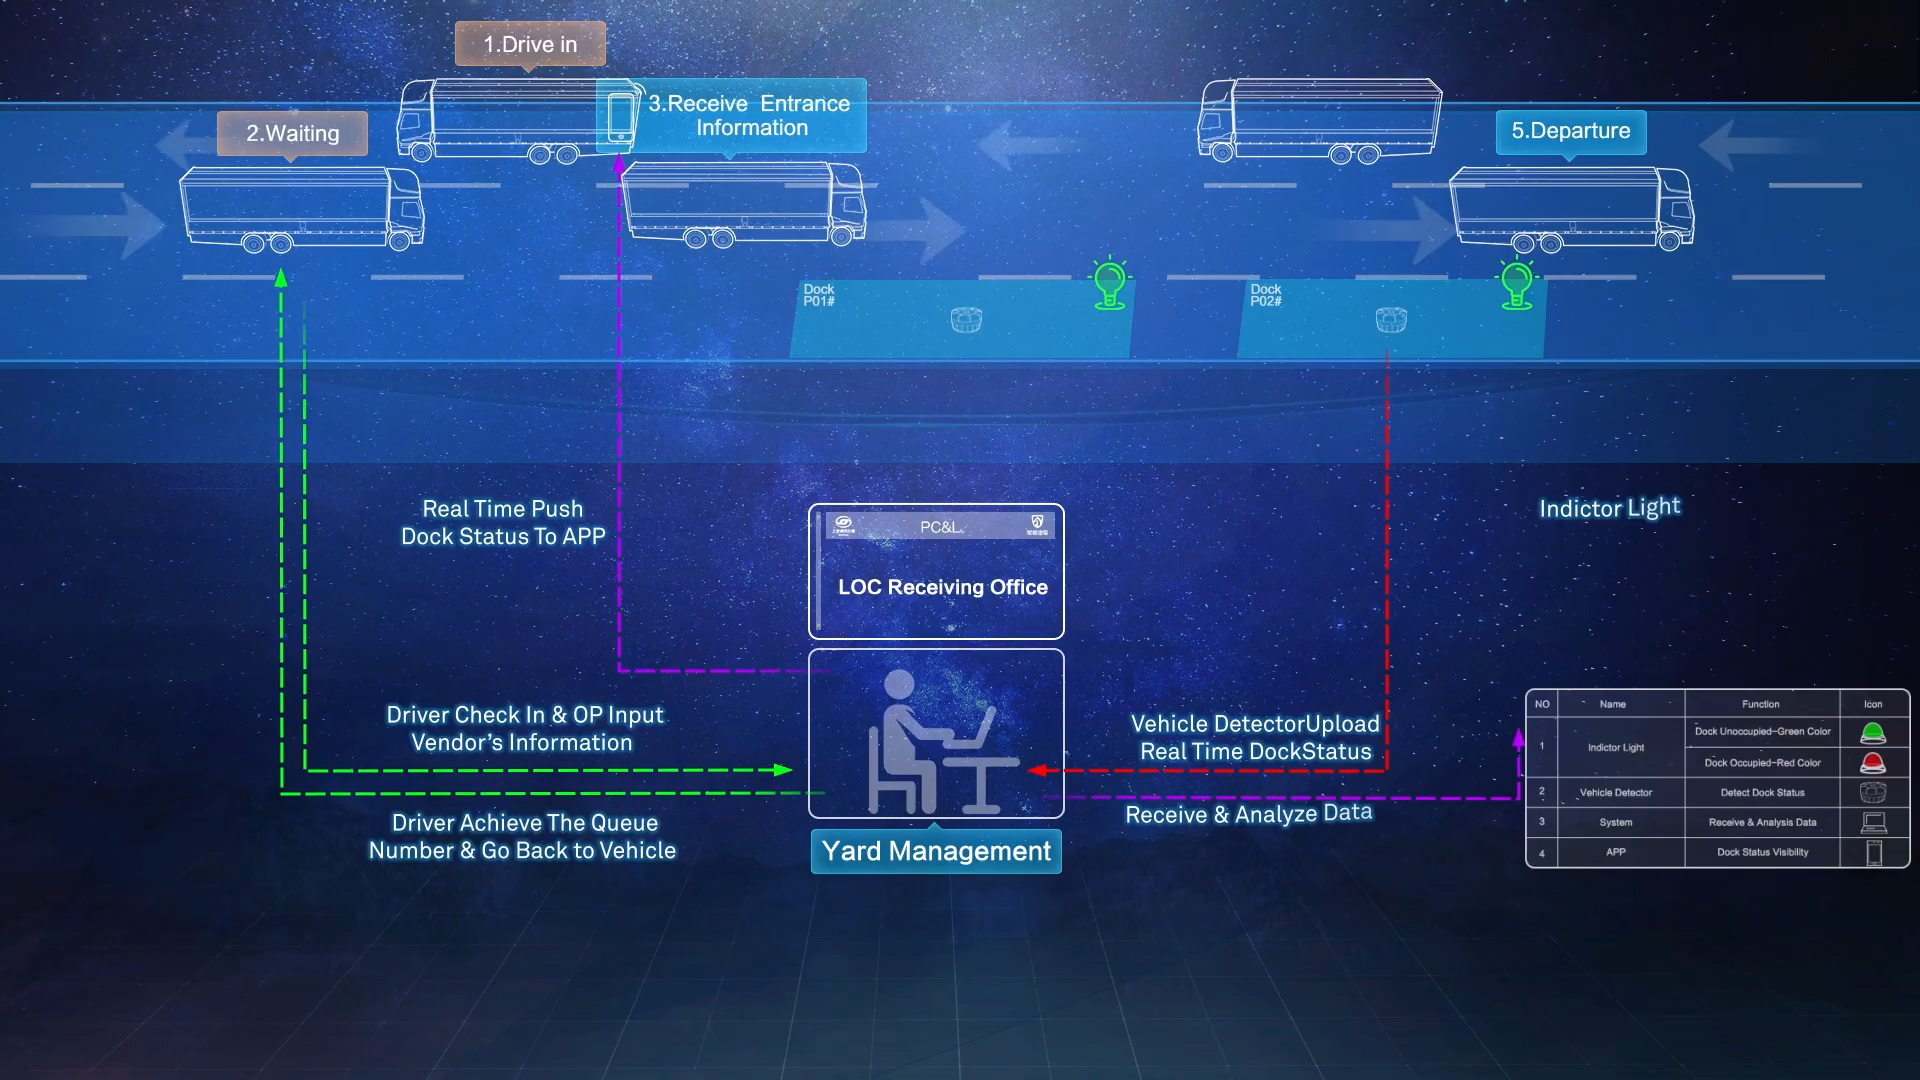 1.Drive in
2.Waiting
3.Receive Entrance
Information
5.Departure
Dock
P01#
Dock
P02#
Real Time Push
Dock Status To APP
Indictor Light
PC&L
LOC Receiving Office
Driver Check In & OP Input
Vendor's Information
Vehicle DetectorUpload
Real Time DockStatus
Receive & Analyze Data
Driver Achieve The Queue
Number & Go Back to Vehicle
Yard Management
NO Name Function Icon
1 Indictor Light Dock Unoccupied-Green Color
Dock Occupied-Red Color
2 Vehicle Detector Detect Dock Status
3 System Receive & Analysis Data
4 APP Dock Status Visibility